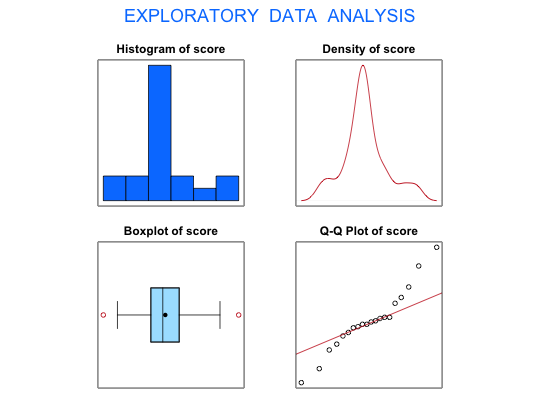 EXPLORATORY DATA ANALYSIS
Histogram of score
Density of score
Boxplot of score
Q-Q Plot of score